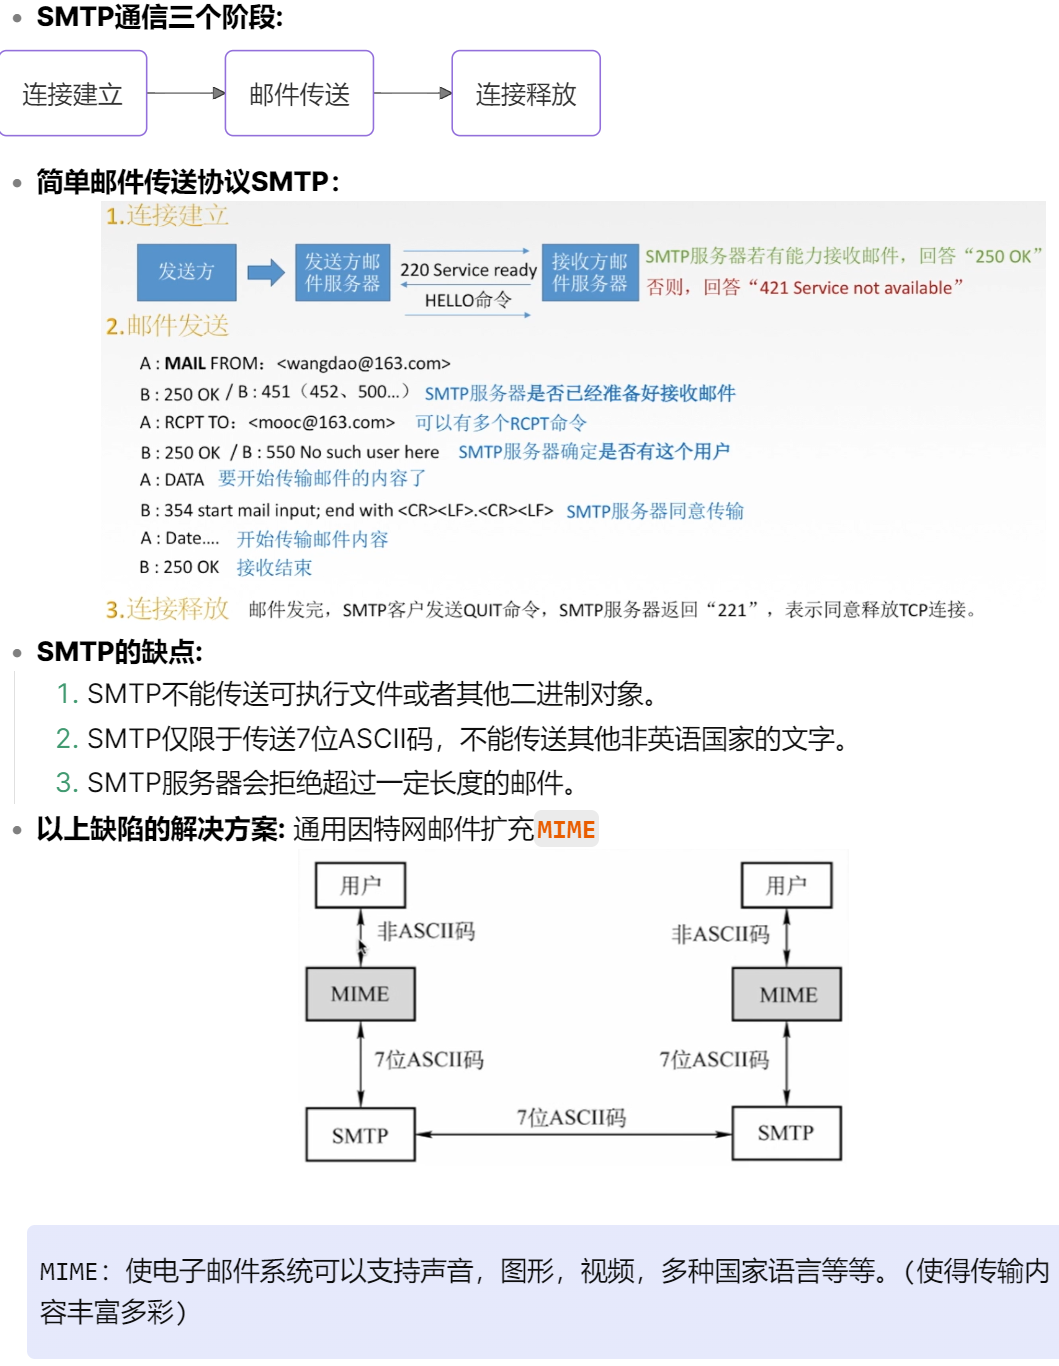 SMTP通信三个阶段:
连接建立
邮件传送
连接释放
简单邮件传送协议SMTP：
1.连接建立
发送方
发送方邮
件服务器
220 Service ready
HELLO命令
接收方邮
件服务器
SMTP服务器若有能力接收邮件，回答“250 OK”
否则，回答“421 Service not available”
2.邮件发送
A : MAIL FROM：<wangdao@163.com>
B : 250 OK / B : 451（452、500...） SMTP服务器是否已经准备好接收邮件
A : RCPT TO：<mooc@163.com> 可以有多个RCPT命令
B : 250 OK / B : 550 No such user here SMTP服务器确定是否有这个用户
A : DATA 要开始传输邮件的内容了
B : 354 start mail input; end with <CR><LF>.<CR><LF> SMTP服务器同意传输
A : Date.... 开始传输邮件内容
B : 250 OK 接收结束
3.连接释放 邮件发完，SMTP客户发送QUIT命令，SMTP服务器返回“221”，表示同意释放TCP连接。
SMTP的缺点:
1. SMTP不能传送可执行文件或者其他二进制对象。
2. SMTP仅限于传送7位ASCII码，不能传送其他非英语国家的文字。
3. SMTP服务器会拒绝超过一定长度的邮件。
以上缺陷的解决方案: 通用因特网邮件扩充MIME
用户
用户
非ASCII码
非ASCII码
MIME
MIME
7位ASCII码
7位ASCII码
7位ASCII码
SMTP
SMTP
MIME：使电子邮件系统可以支持声音，图形，视频，多种国家语言等等。（使得传输内
容丰富多彩）